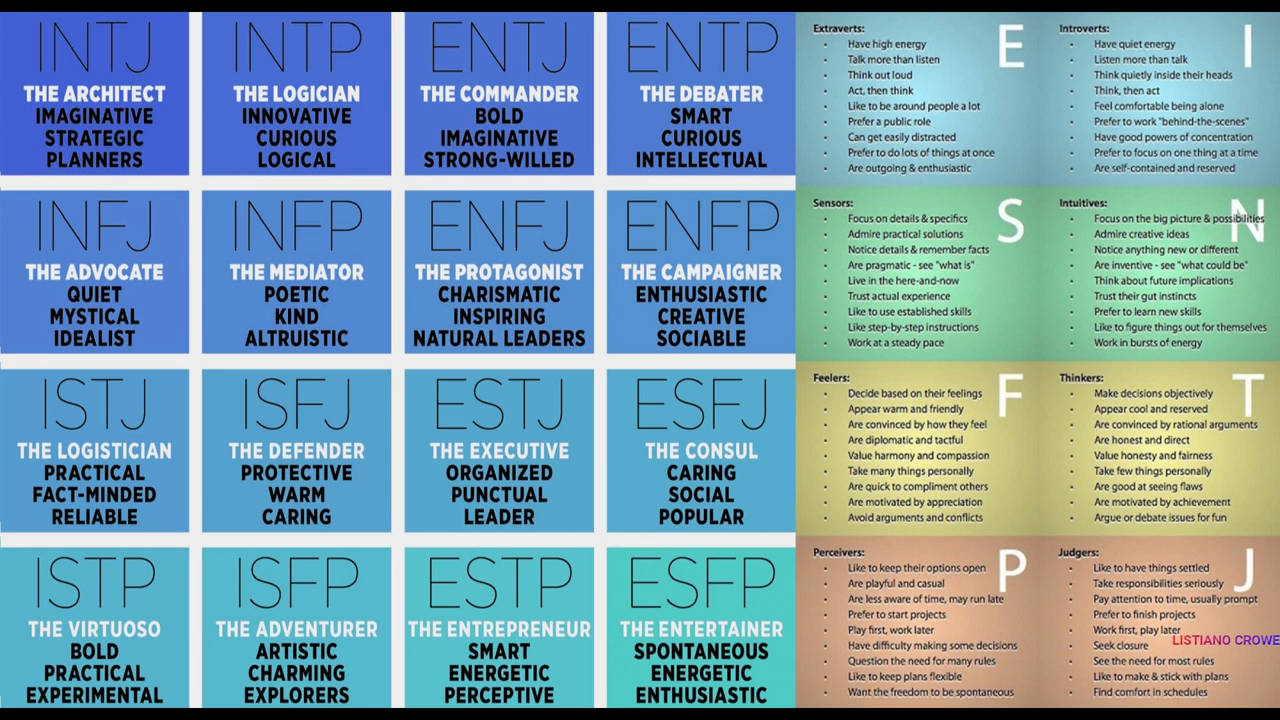 INTJ
THE ARCHITECT
IMAGINATIVE
STRATEGIC
PLANNERS
INTP
THE LOGICIAN
INNOVATIVE
CURIOUS
LOGICAL
ENTJ
THE COMMANDER
BOLD
IMAGINATIVE
STRONG-WILLED
ENTP
THE DEBATER
SMART
CURIOUS
INTELLECTUAL
INFJ
THE ADVOCATE
QUIET
MYSTICAL
IDEALIST
INFP
THE MEDIATOR
POETIC
KIND
ALTRUISTIC
ENFJ
THE PROTAGONIST
CHARISMATIC
INSPIRING
NATURAL LEADERS
ENFP
THE CAMPAIGNER
ENTHUSIASTIC
CREATIVE
SOCIABLE
ISTJ
THE LOGISTICIAN
PRACTICAL
FACT-MINDED
RELIABLE
ISFJ
THE DEFENDER
PROTECTIVE
WARM
CARING
ESTJ
THE EXECUTIVE
ORGANIZED
PUNCTUAL
LEADER
ESFJ
THE CONSUL
CARING
SOCIAL
POPULAR
ISTP
THE VIRTUOSO
BOLD
PRACTICAL
EXPERIMENTAL
ISFP
THE ADVENTURER
ARTISTIC
CHARMING
EXPLORERS
ESTP
THE ENTREPRENEUR
SMART
ENERGETIC
PERCEPTIVE
ESFP
THE ENTERTAINER
SPONTANEOUS
ENERGETIC
ENTHUSIASTIC
Extraverts:
E
• Have high energy
• Talk more than listen
• Think out loud
• Act, then think
• Like to be around people a lot
• Prefer a public role
• Can get easily distracted
• Prefer to do lots of things at once
• Are outgoing & enthusiastic
Introverts:
I
• Have quiet energy
• Listen more than talk
• Think quietly inside their heads
• Think, then act
• Feel comfortable being alone
• Prefer to work "behind-the-scenes"
• Have good powers of concentration
• Prefer to focus on one thing at a time
• Are self-contained and reserved
Sensors:
S
• Focus on details & specifics
• Admire practical solutions
• Notice details & remember facts
• Are pragmatic - see "what is"
• Live in the here-and-now
• Trust actual experience
• Like to use established skills
• Like step-by-step instructions
• Work at a steady pace
Intuitives:
N
• Focus on the big picture & possibilities
• Admire creative ideas
• Notice anything new or different
• Are inventive - see "what could be"
• Think about future implications
• Trust their gut instincts
• Prefer to learn new skills
• Like to figure things out for themselves
• Work in bursts of energy
Feelers:
F
• Decide based on their feelings
• Appear warm and friendly
• Are convinced by how they feel
• Are diplomatic and tactful
• Value harmony and compassion
• Take many things personally
• Are quick to compliment others
• Are motivated by appreciation
• Avoid arguments and conflicts
Thinkers:
T
• Make decisions objectively
• Appear cool and reserved
• Are convinced by rational arguments
• Are honest and direct
• Value honesty and fairness
• Take few things personally
• Are good at seeing flaws
• Are motivated by achievement
• Argue or debate issues for fun
Perceivers:
P
• Like to keep their options open
• Are playful and casual
• Are less aware of time, may run late
• Prefer to start projects
• Play first, work later
• Have difficulty making some decisions
• Question the need for many rules
• Like to keep plans flexible
• Want the freedom to be spontaneous
Judgers:
J
• Like to have things settled
• Take responsibilities seriously
• Pay attention to time, usually prompt
• Prefer to finish projects
• Work first, play later
• Seek closure
• See the need for most rules
• Like to make & stick with plans
• Find comfort in schedules
LISTIANO CROWE